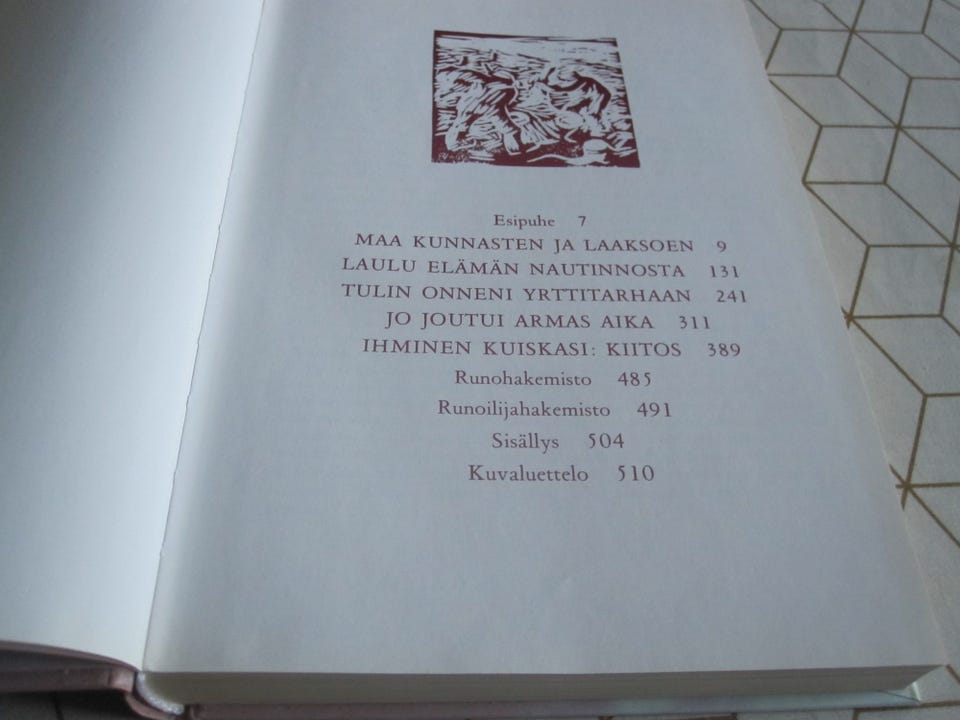 Esipuhe 7
MAA KUNNASTEN JA LAAKSOEN 9
LAULU ELÄMÄN NAUTINNOSTA 131
TULIN ONNENI YRTTITARHAAN 241
JO JOUTUI ARMAS AIKA 311
IHMINEN KUISKASI: KIITOS 389
Runohakemisto 485
Runoilijahakemisto 491
Sisällys 504
Kuvaluettelo 510